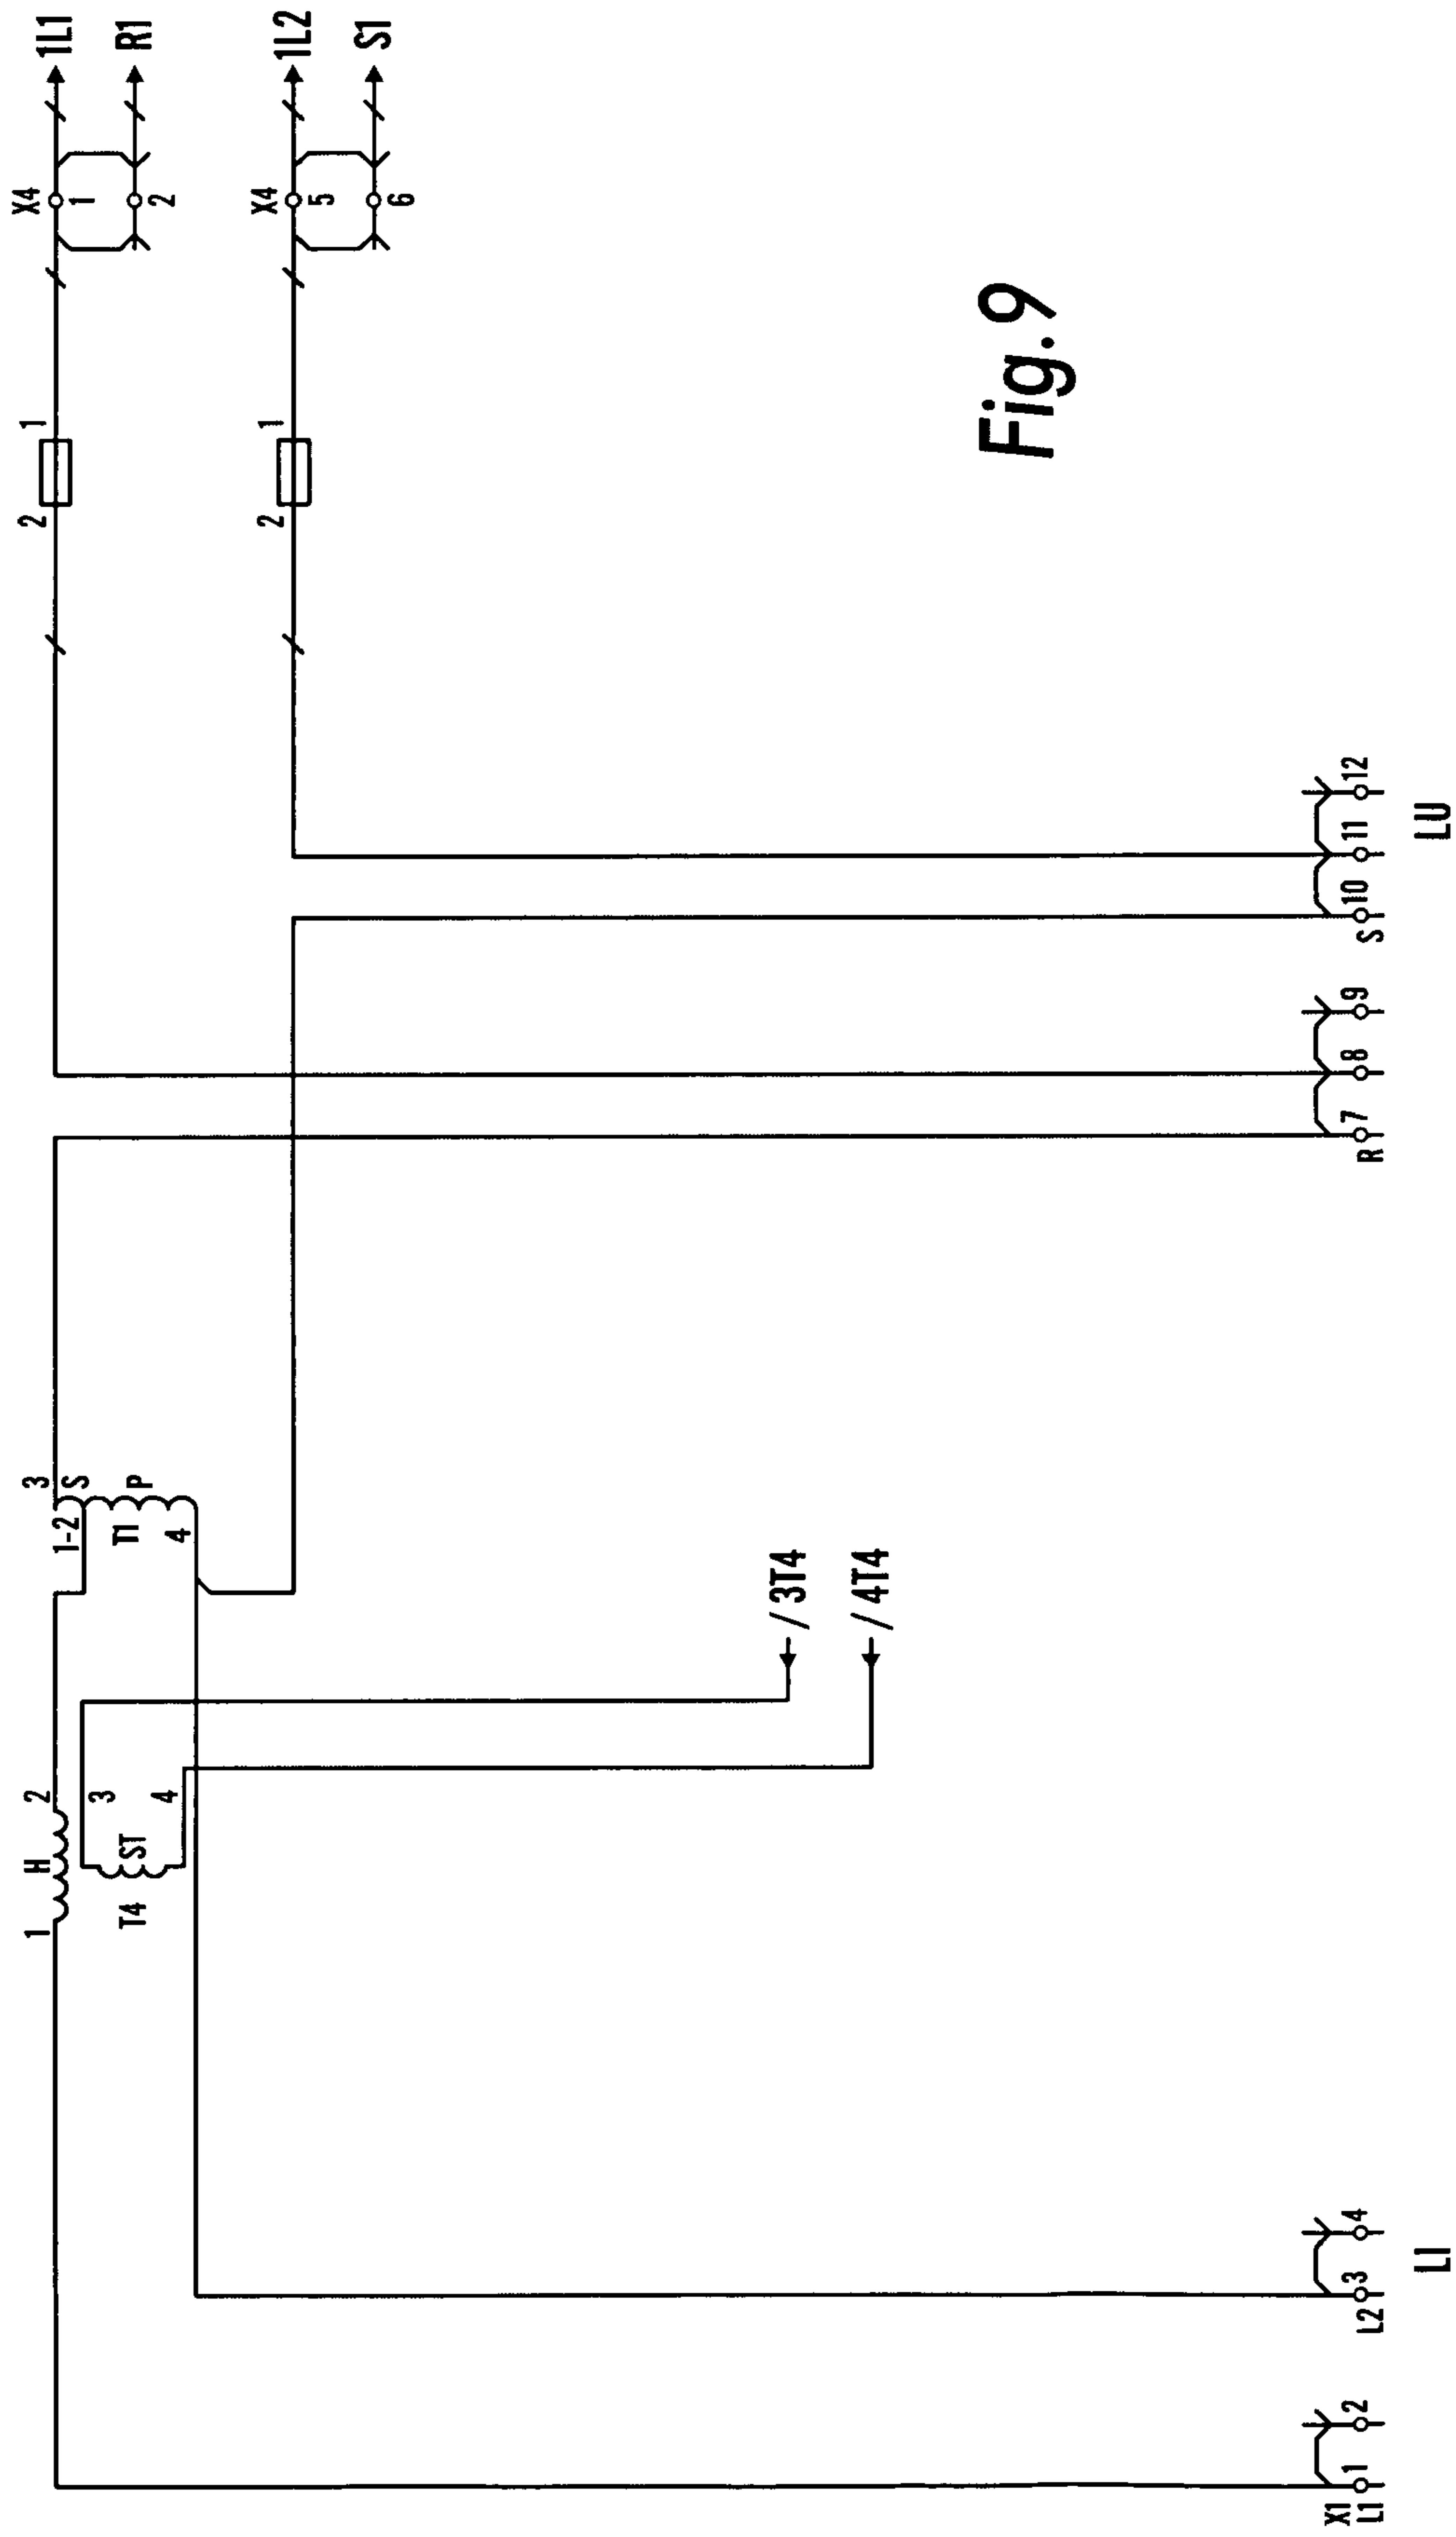 1 H 2
1-2
3
S
T1
P
4
T4
ST
3
4
2 1
X4
1
2
1L1
R1
2 1
X4
5
6
1L2
S1
/ 3T4
/ 4T4
Fig. 9
X1
L1 1 2
L2 3 4
R 7 8 9
S 10 11 12
LI
LU